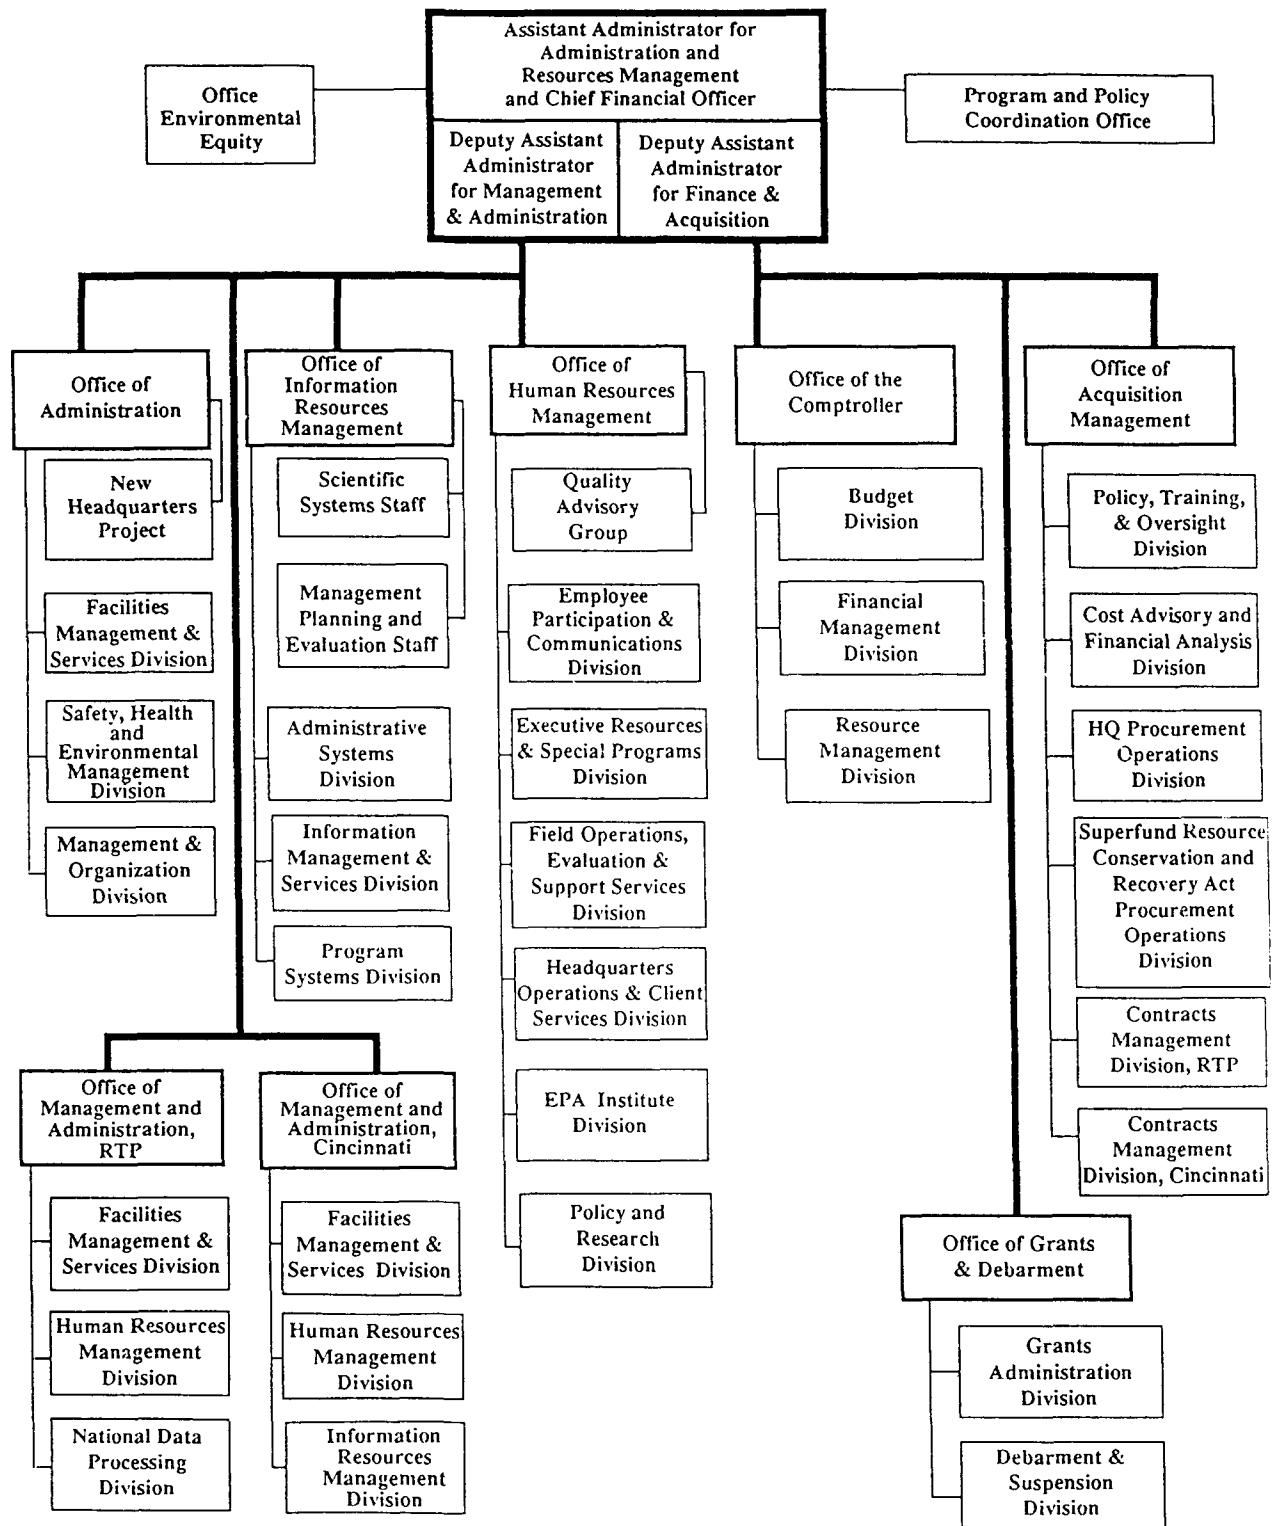 Assistant Administrator for
Administration and
Resources Management
and Chief Financial Officer
Office
Environmental
Equity
Program and Policy
Coordination Office
Deputy Assistant
Administrator
for Management
& Administration
Deputy Assistant
Administrator
for Finance &
Acquisition
Office of
Administration
New
Headquarters
Project
Facilities
Management &
Services Division
Safety, Health
and
Environmental
Management
Division
Management &
Organization
Division
Office of
Information
Resources
Management
Scientific
Systems Staff
Management
Planning and
Evaluation Staff
Administrative
Systems
Division
Information
Management &
Services Division
Program
Systems Division
Office of
Management and
Administration,
RTP
Facilities
Management &
Services Division
Human Resources
Management
Division
National Data
Processing
Division
Office of
Management and
Administration,
Cincinnati
Facilities
Management &
Services Division
Human Resources
Management
Division
Information
Resources
Management
Division
Office of
Human Resources
Management
Quality
Advisory
Group
Employee
Participation &
Communications
Division
Executive Resources
& Special Programs
Division
Field Operations,
Evaluation &
Support Services
Division
Headquarters
Operations & Client
Services Division
EPA Institute
Division
Policy and
Research
Division
Office of the
Comptroller
Budget
Division
Financial
Management
Division
Resource
Management
Division
Office of
Acquisition
Management
Policy, Training,
& Oversight
Division
Cost Advisory and
Financial Analysis
Division
HQ Procurement
Operations
Division
Superfund Resource
Conservation and
Recovery Act
Procurement
Operations
Division
Contracts
Management
Division, RTP
Contracts
Management
Division, Cincinnati
Office of Grants
& Debarment
Grants
Administration
Division
Debarment &
Suspension
Division